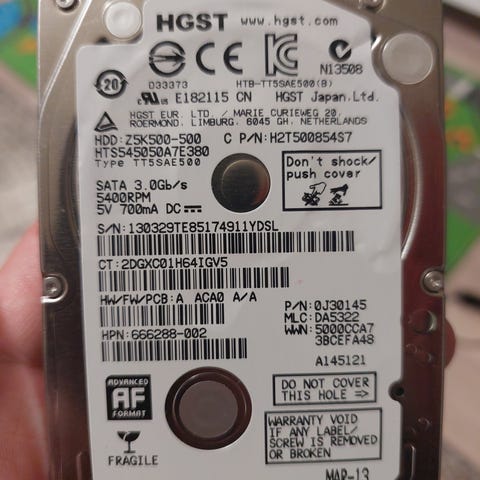 HGST www.hgst.com
N13508
20 D33373 HTB-TT5SAE500(B)
E182115 CN HGST Japan,Ltd.
HGST EUR. LTD./ MARIE CURIEWEG 20,
ROERMOND, LIMBURG. 6045 GH. NETHERLANDS
HDD:Z5K500-500 C P/N:H2T500854S7
HTS545050A7E380
Type TT5SAE500
Don't shock/
push cover
SATA 3.0Gb/s
5400RPM
5V 700mA DC
S/N:130329TE85174911YDSL
CT:2DGXC01H64IGV5
HW/FW/PCB:A ACA0 A/A
P/N:0J30145
MLC:DA5322
WWN:5000CCA7
3BCEFA48
HPN:666288-002
A145121
ADVANCED
AF
FORMAT
DO NOT COVER
THIS HOLE ⇒
FRAGILE
WARRANTY VOID
IF ANY LABEL/
SCREW IS REMOVED
OR BROKEN
MAR-13